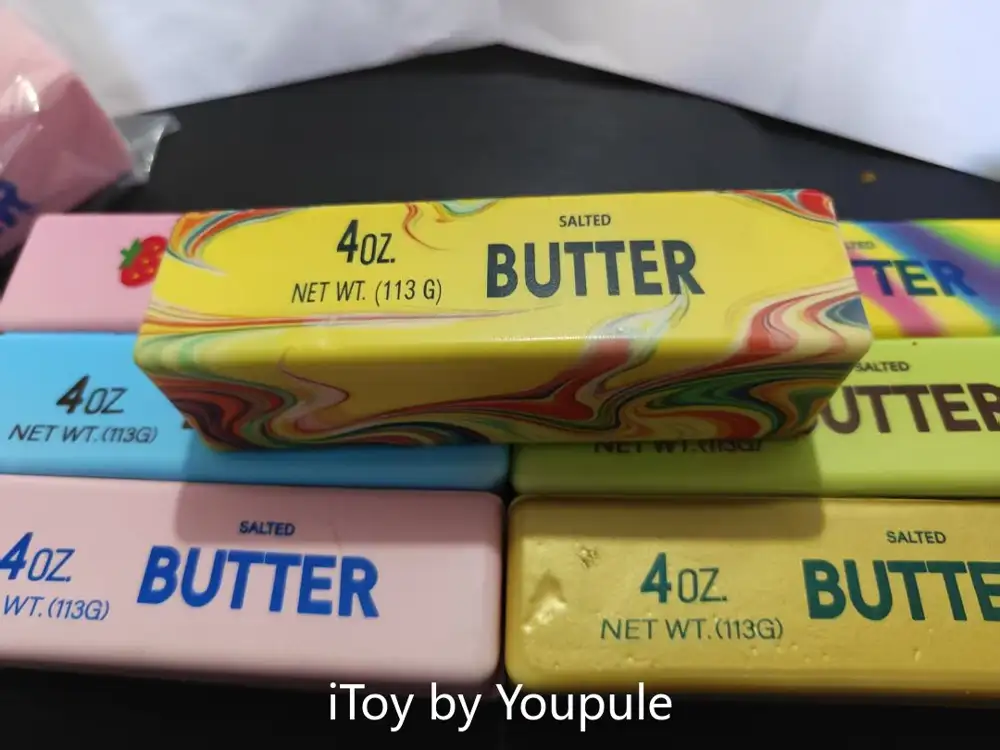 4OZ.
NET WT. (113 G)
SALTED
BUTTER
4OZ
NET WT.(113G)
SALTED
UTTER
SALTED
BUTTER
4OZ.
WT.(113G)
SALTED
BUTTE
4OZ.
NET WT.(113G)
iToy by Youpule